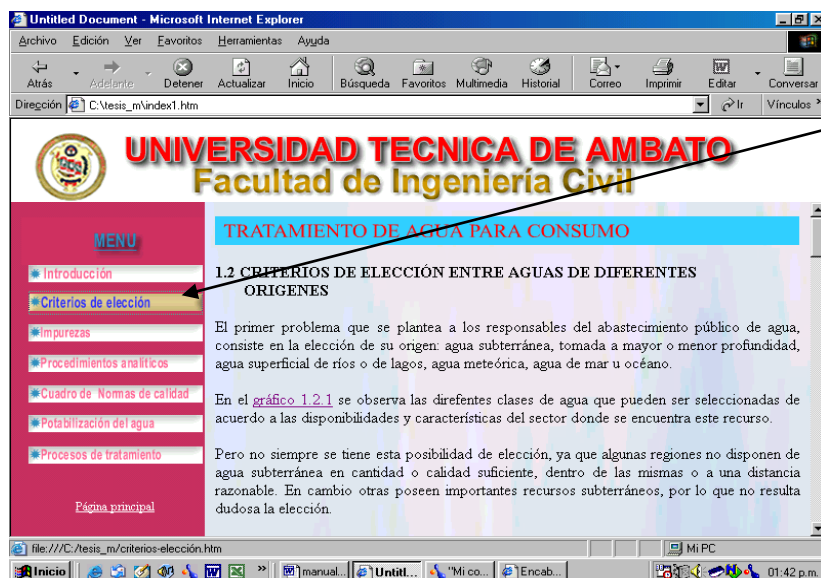 Untitled Document - Microsoft Internet Explorer
Archivo Edición Ver Favoritos Herramientas Ayuda
Atrás Adelante Detener Actualizar Inicio Búsqueda Favoritos Multimedia Historial Correo Imprimir Editar Conversar
Dirección C:\tesis_m\index1.htm Ir Vínculos »
UNIVERSIDAD TECNICA DE AMBATO
Facultad de Ingeniería Civil
MENU
Introducción
Criterios de elección
Impurezas
Procedimientos analíticos
Cuadro de Normas de calidad
Potabilización del agua
Procesos de tratamiento
Página principal
TRATAMIENTO DE AGUA PARA CONSUMO
1.2 CRITERIOS DE ELECCIÓN ENTRE AGUAS DE DIFERENTES
ORIGENES
El primer problema que se plantea a los responsables del abastecimiento público de agua,
consiste en la elección de su origen: agua subterránea, tomada a mayor o menor profundidad,
agua superficial de ríos o de lagos, agua meteórica, agua de mar u océano.
En el gráfico 1.2.1 se observa las direfentes clases de agua que pueden ser seleccionadas de
acuerdo a las disponibilidades y características del sector donde se encuentra este recurso.
Pero no siempre se tiene esta posibilidad de elección, ya que algunas regiones no disponen de
agua subterránea en cantidad o calidad suficiente, dentro de las mismas o a una distancia
razonable. En cambio otras poseen importantes recursos subterráneos, por lo que no resulta
dudosa la elección.
file:///C:/tesis_m/criterios-elección.htm Mi PC
Inicio » manual... Untitl... "Mi co... Encab... 01:42 p.m.